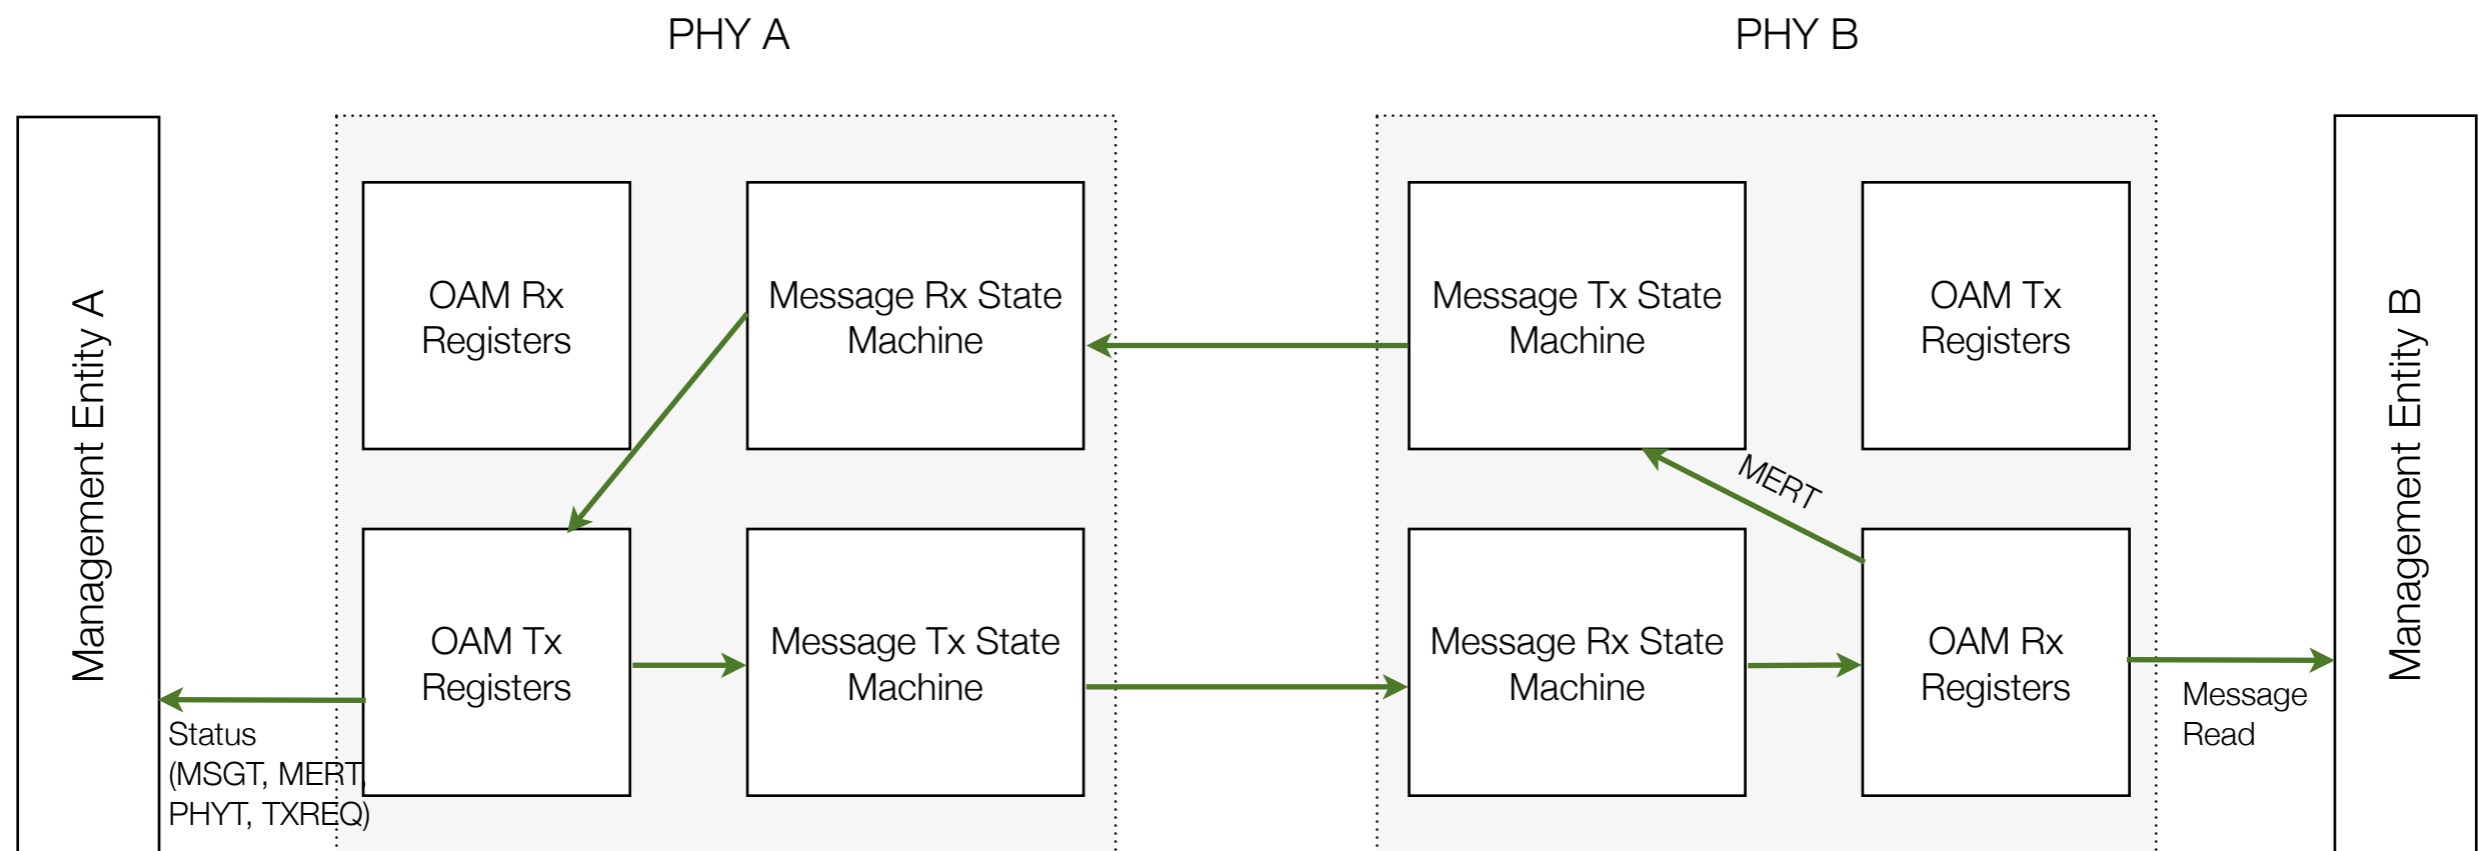 PHY A
PHY B
Management Entity A
OAM Rx
Registers
Message Rx State
Machine
Message Tx State
Machine
OAM Tx
Registers
Management Entity B
MERT
OAM Tx
Registers
Message Tx State
Machine
Message Rx State
Machine
OAM Rx
Registers
Status
(MSGT, MERT,
PHYT, TXREQ)
Message
Read